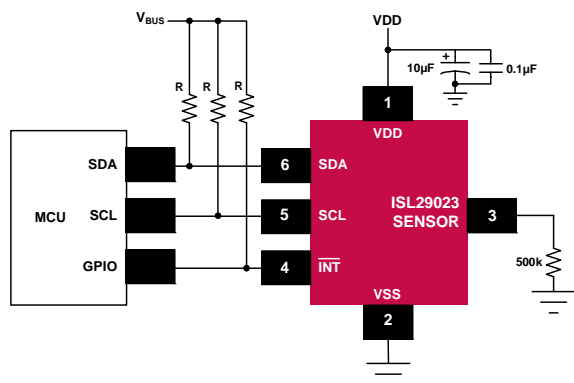 VBUS
VDD
R R R
10µF
0.1µF
+
1
VDD
SDA
6
SDA
MCU
SCL
5
SCL
ISL29023
SENSOR
3
GPIO
4
INT
500k
VSS
2